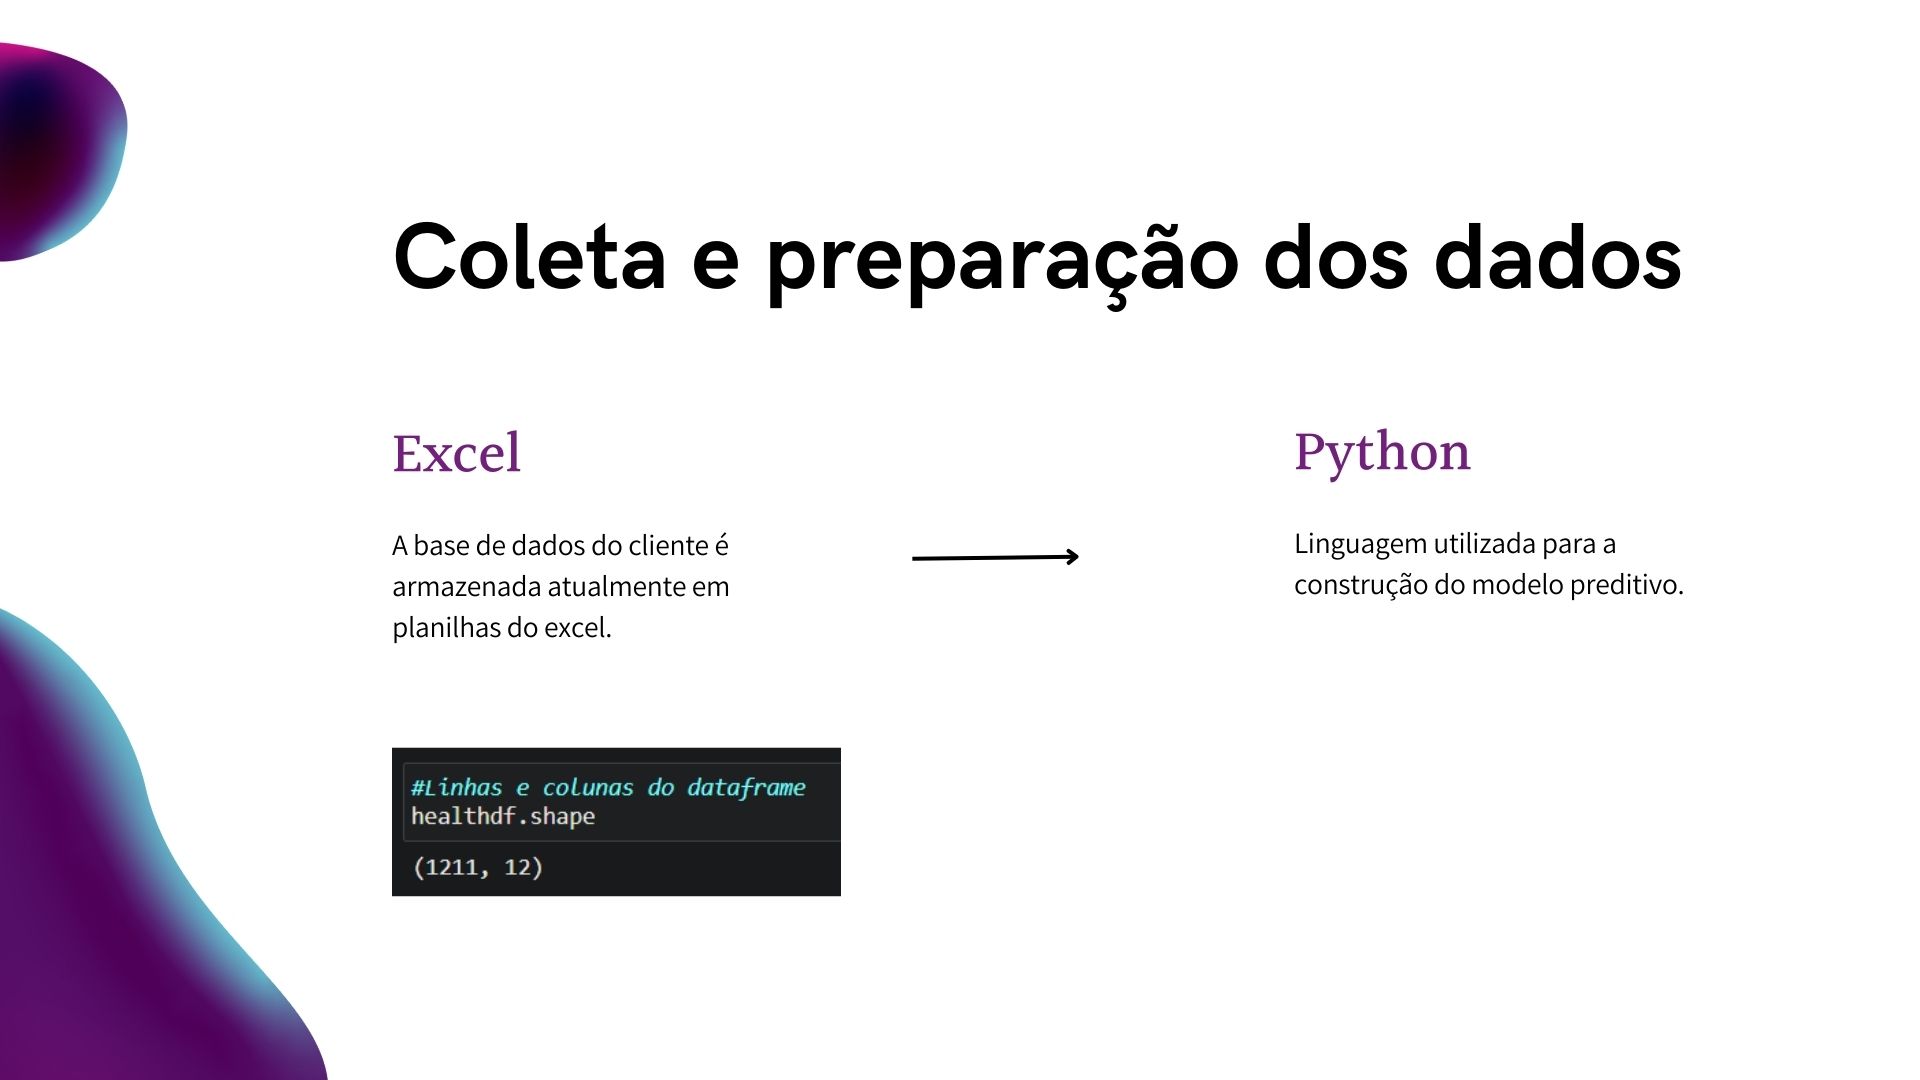 Coleta e preparação dos dados
Excel
A base de dados do cliente é
armazenada atualmente em
planilhas do excel.
#Linhas e colunas do dataframe
healthdf.shape
(1211, 12)
Python
Linguagem utilizada para a
construção do modelo preditivo.